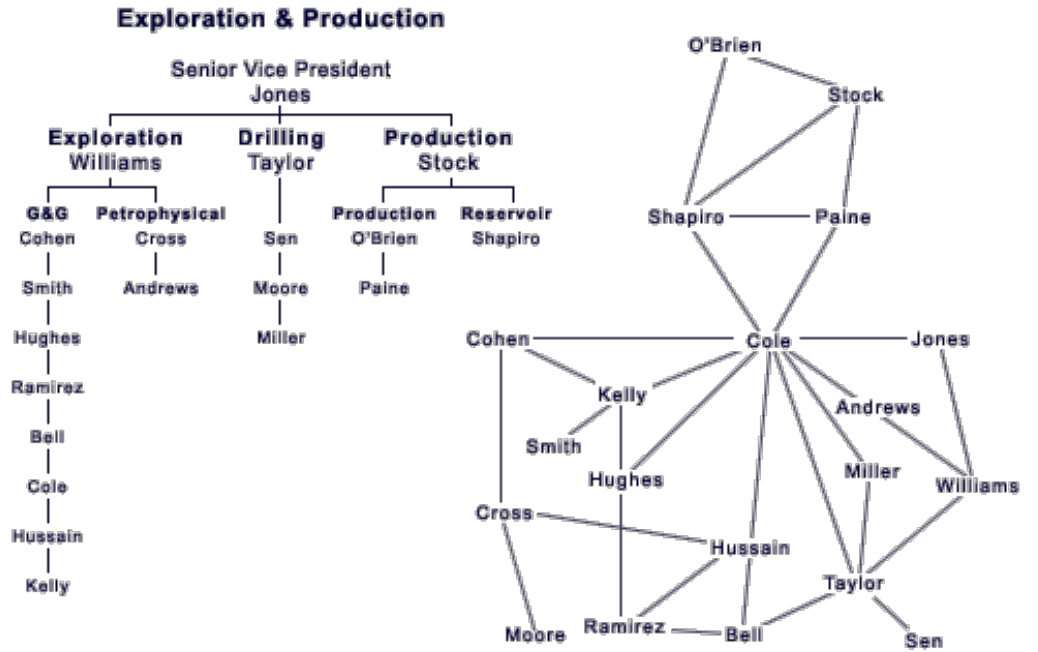 Exploration & Production
Senior Vice President
Jones
Exploration Drilling Production
Williams Taylor Stock
G&G Petrophysical Production Reservoir
Cohen Cross Sen O'Brien Shapiro
Smith Andrews Moore Paine
Hughes Miller
Ramirez
Bell
Cole
Hussain
Kelly
O'Brien
Stock
Shapiro Paine
Cohen Cole Jones
Kelly Andrews
Smith
Hughes Miller Williams
Cross
Hussain
Taylor
Moore Ramirez Bell Sen